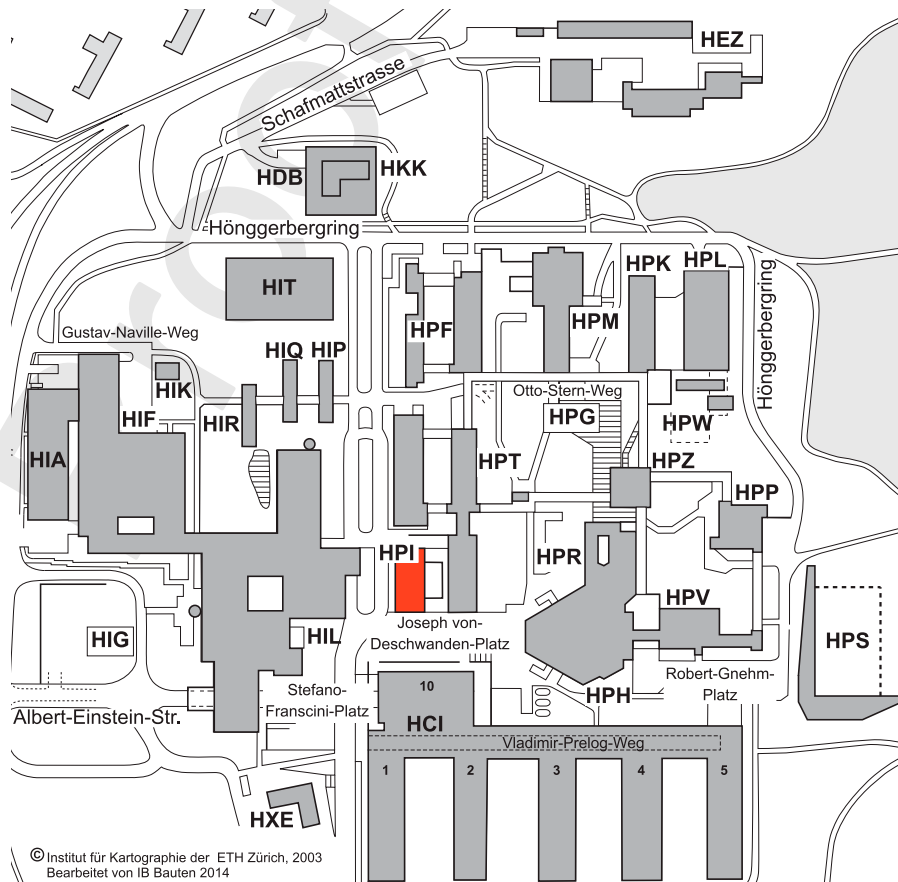 HEZ
Schafmattstrasse
HDB
HKK
Hönggerbergring
HIT
HPF
HPM
HPK
HPL
Hönggerbergring
Gustav-Naville-Weg
HIQ
HIP
HIK
HIF
HIR
Otto-Stern-Weg
HPG
HPW
HIA
HPT
HPZ
HPP
HPI
HPR
HPV
HIG
HIL
Joseph von-
Deschwanden-Platz
HPS
Robert-Gnehm-
Platz
HPH
Stefano-
Franscini-Platz
Albert-Einstein-Str.
10
HCI
Vladimir-Prelog-Weg
1
2
3
4
5
HXE
© Institut für Kartographie der ETH Zürich, 2003
Bearbeitet von IB Bauten 2014